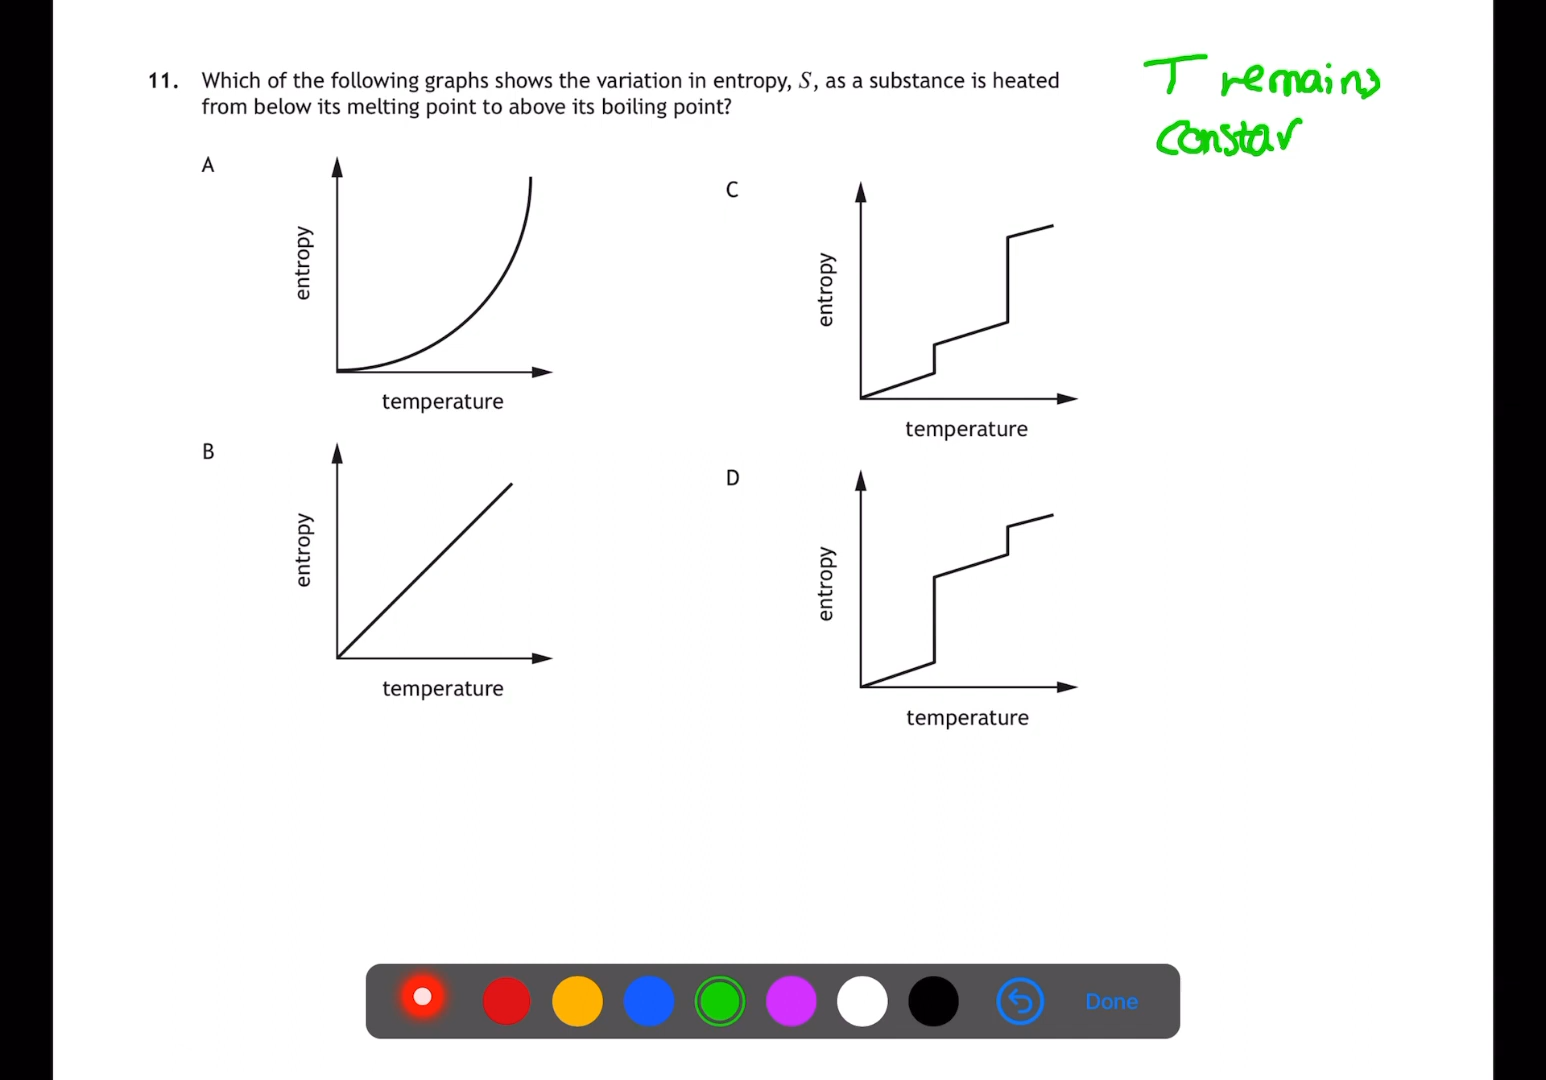 11. Which of the following graphs shows the variation in entropy, S, as a substance is heated
from below its melting point to above its boiling point?
T remains
constar
A
entropy
temperature
C
entropy
temperature
B
entropy
temperature
D
entropy
temperature
Done